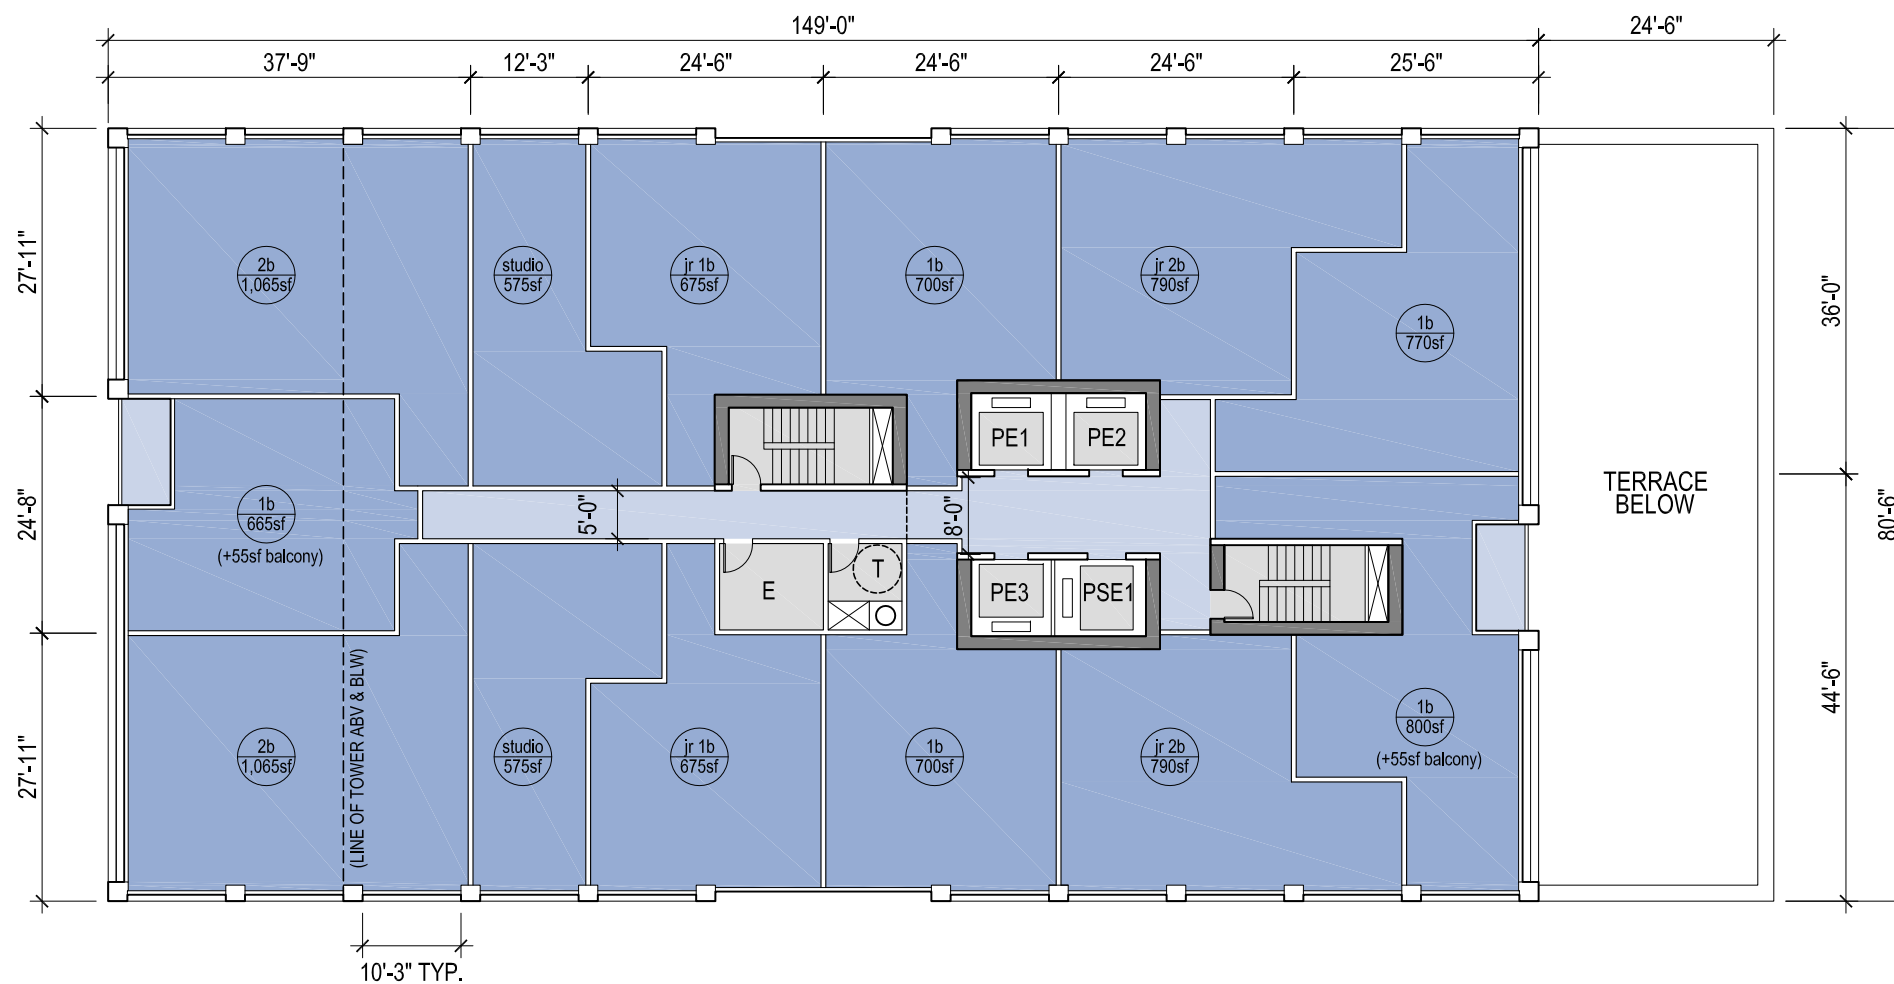 149'-0"
24'-6"
37'-9"
12'-3"
24'-6"
24'-6"
24'-6"
25'-6"
27'-11"
24'-8"
27'-11"
36'-0"
44'-6"
80'-6"
2b
1,065sf
studio
575sf
jr 1b
675sf
1b
700sf
jr 2b
790sf
1b
770sf
PE1
PE2
TERRACE
BELOW
1b
665sf
(+55sf balcony)
5'-0"
8'-0"
E
T
PE3
PSE1
2b
1,065sf
(LINE OF TOWER ABV & BLW)
studio
575sf
jr 1b
675sf
1b
700sf
jr 2b
790sf
1b
800sf
(+55sf balcony)
10'-3" TYP.